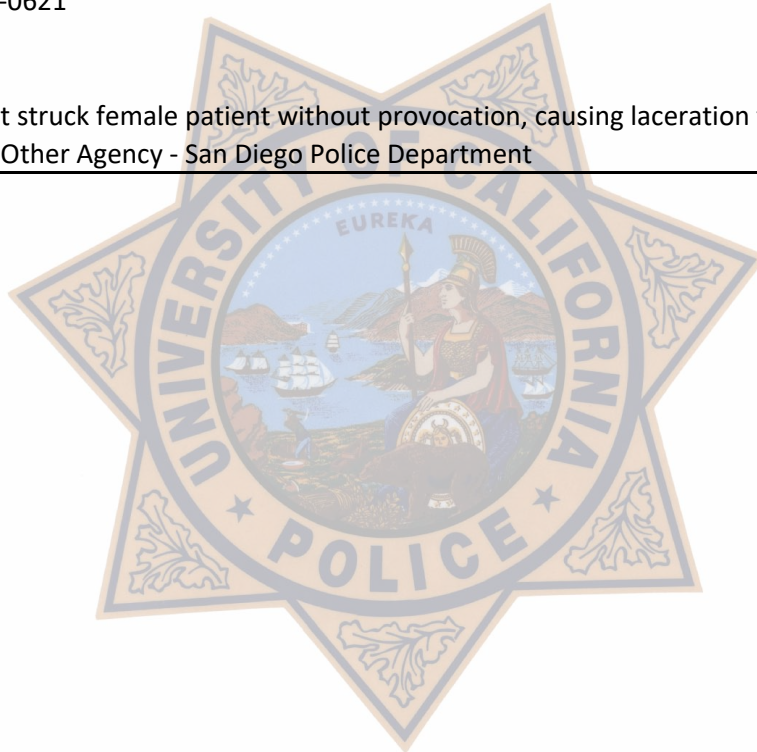 -0621
t struck female patient without provocation, causing laceration
Other Agency - San Diego Police Department
EUREKA
UNIVERSITY OF CALIFORNIA
POLICE